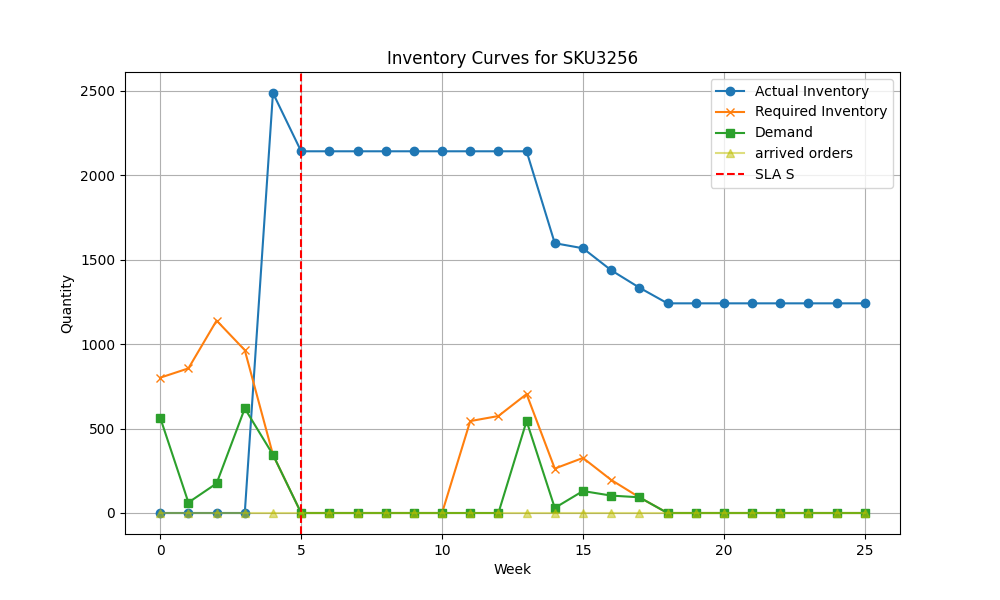 Inventory Curves for SKU3256
Actual Inventory
Required Inventory
Demand
arrived orders
SLA S
Quantity
2500
2000
1500
1000
500
0
0 5 10 15 20 25
Week